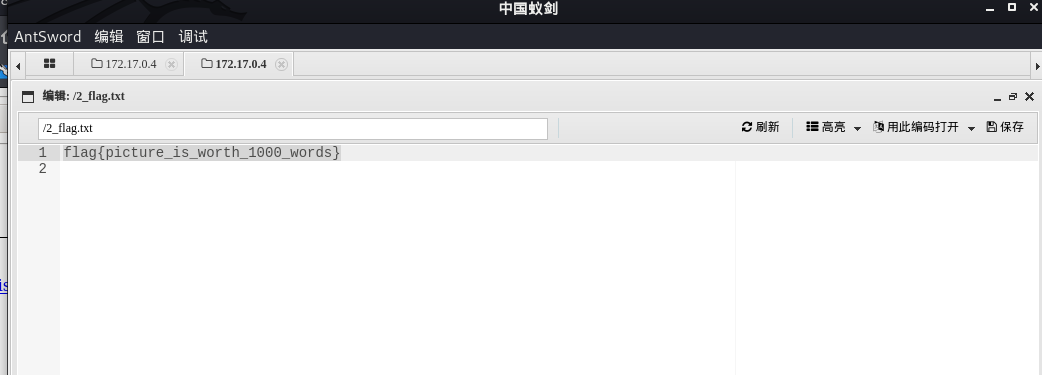 中国蚁剑
AntSword 编辑 窗口 调试
172.17.0.4 172.17.0.4
编辑: /2_flag.txt
/2_flag.txt 刷新 高亮 用此编码打开 保存
1 flag{picture_is_worth_1000_words}
2
is